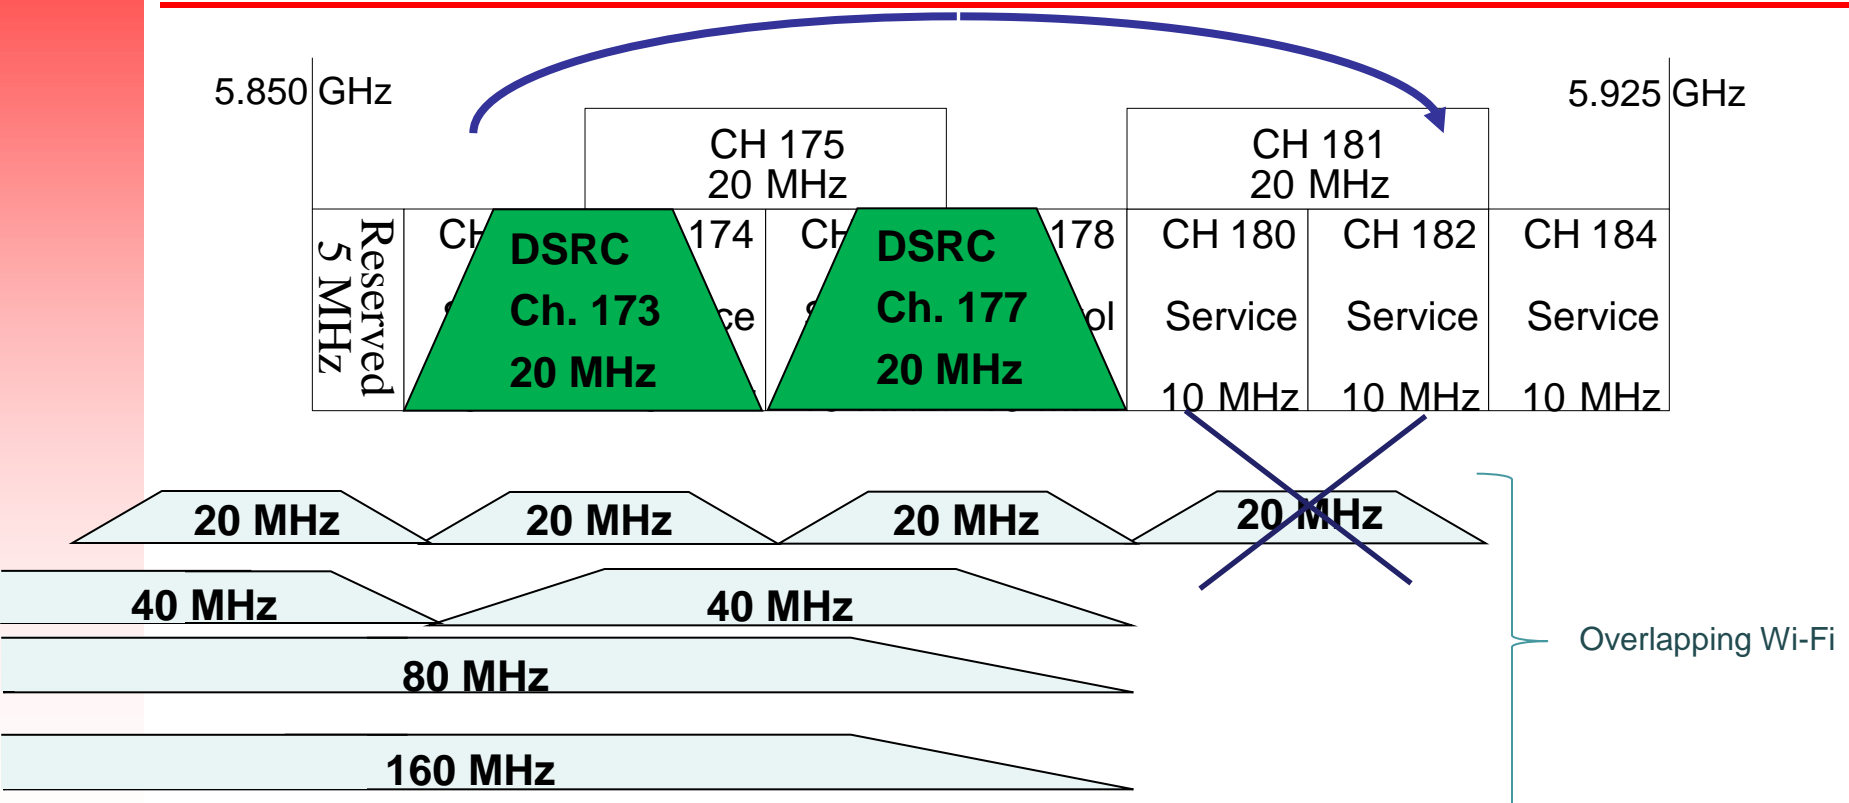 5.850 GHz
5.925 GHz
CH 175
20 MHz
CH 181
20 MHz
Reserved
5 MHz
CH
174
CH
178
CH 180
CH 182
CH 184
DSRC
Ch. 173
20 MHz
DSRC
Ch. 177
20 MHz
Service
Service
Service
10 MHz
10 MHz
10 MHz
20 MHz
20 MHz
20 MHz
20 MHz
40 MHz
40 MHz
80 MHz
160 MHz
Overlapping Wi-Fi